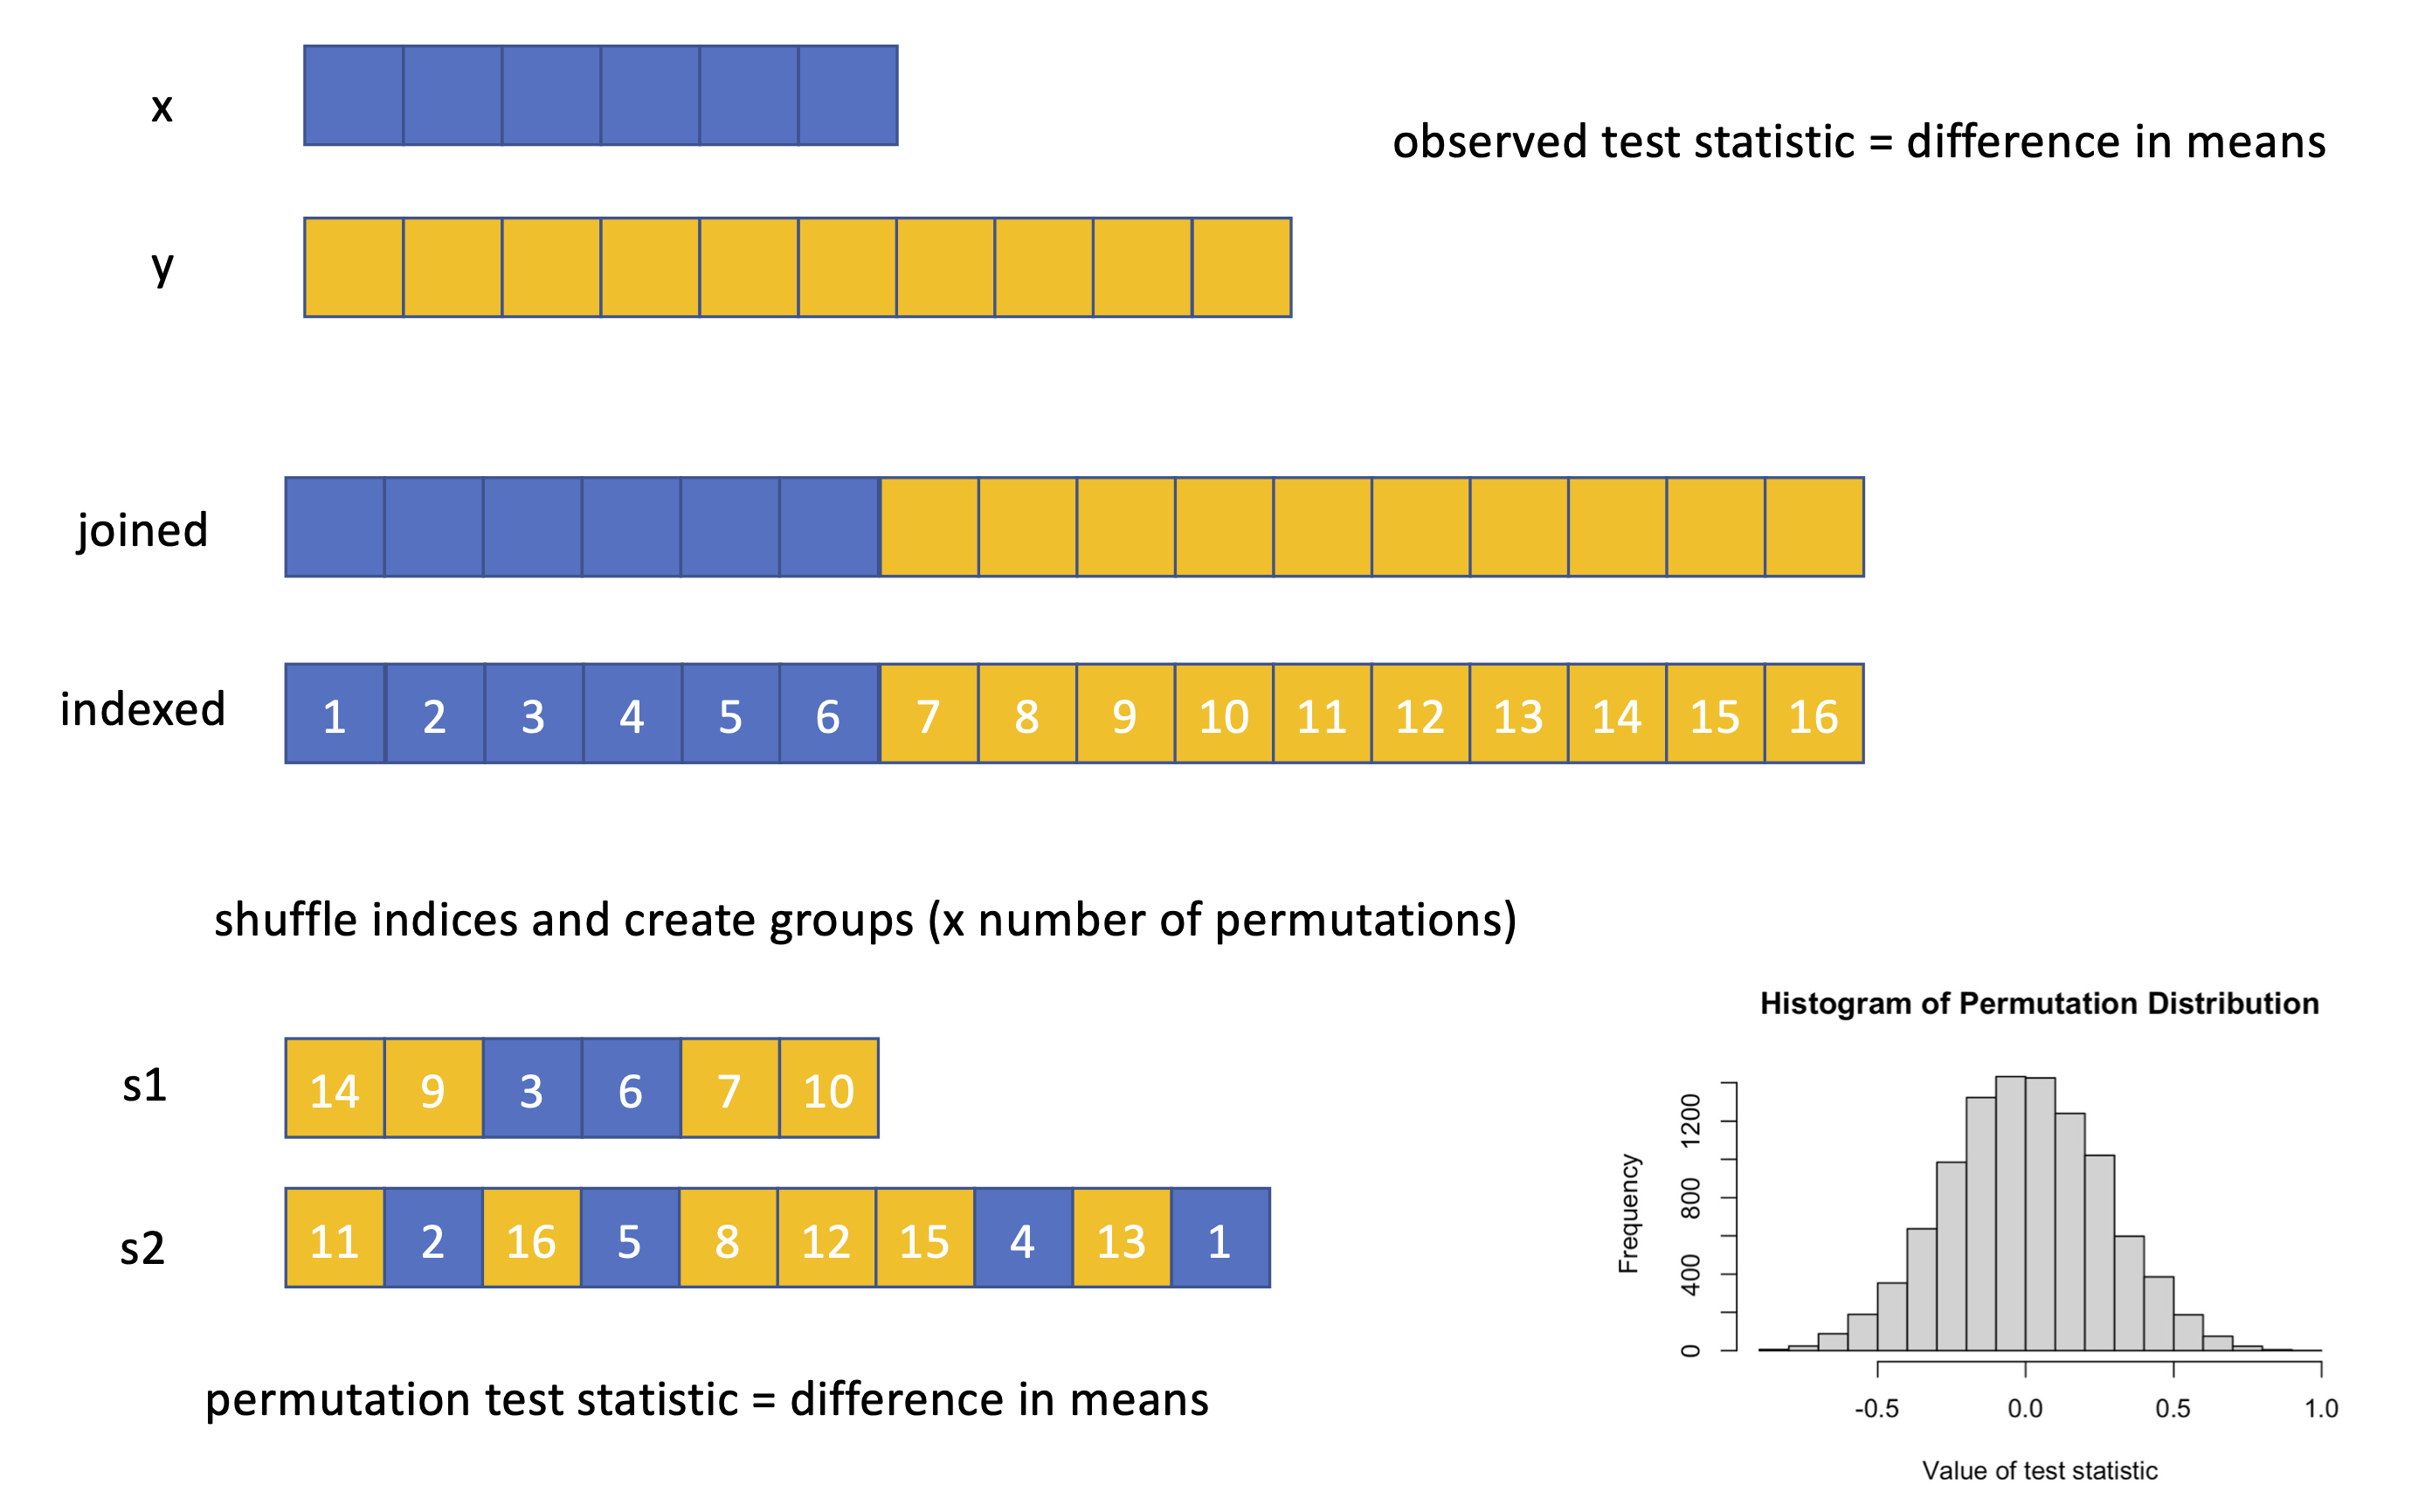 x
observed test statistic = difference in means
y
joined
indexed
1 2 3 4 5 6 7 8 9 10 11 12 13 14 15 16
shuffle indices and create groups (x number of permutations)
s1
14 9 3 6 7 10
s2
11 2 16 5 8 12 15 4 13 1
permutation test statistic = difference in means
Histogram of Permutation Distribution
Frequency
0 400 800 1200
-0.5 0.0 0.5 1.0
Value of test statistic